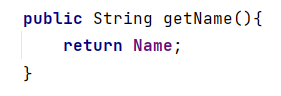 public String getName(){
    return Name;
}